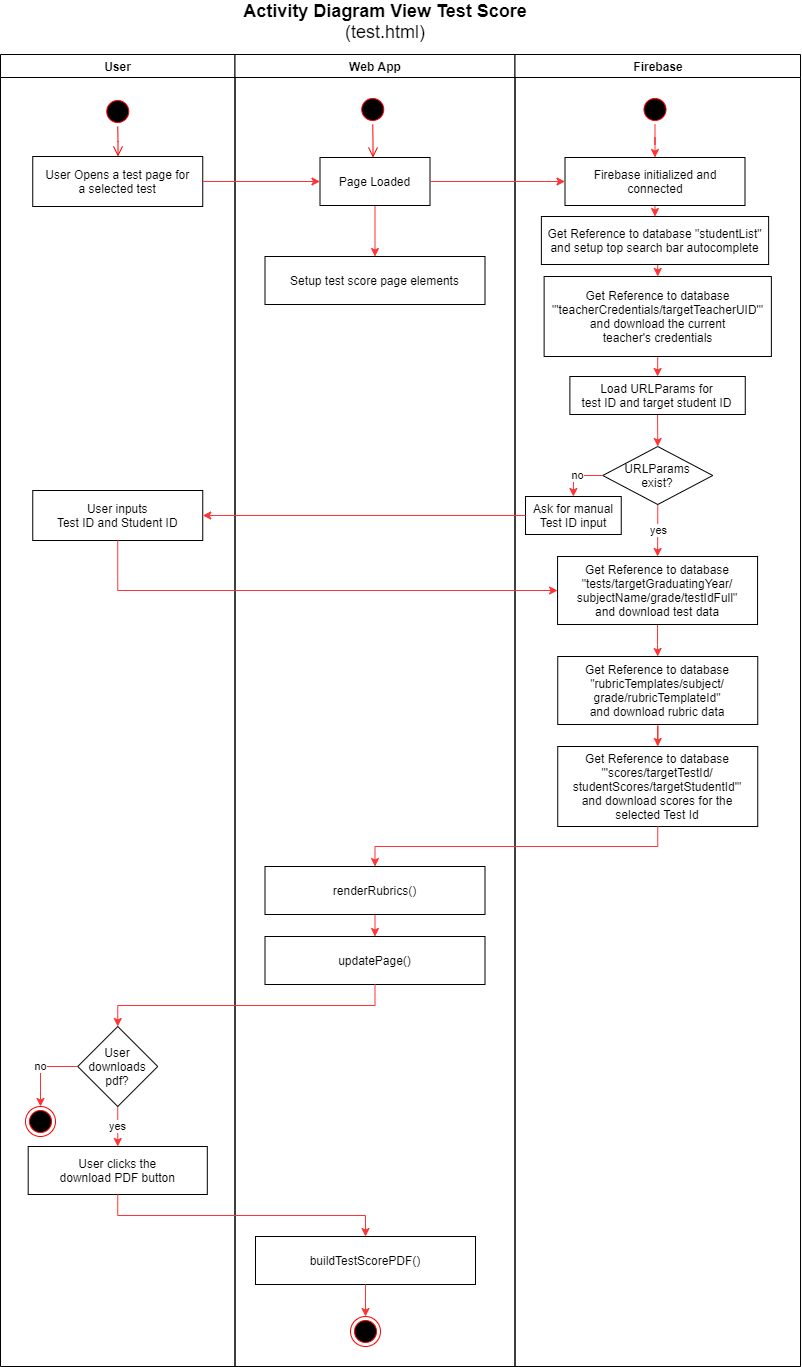 Activity Diagram View Test Score
(test.html)
User
Web App
Firebase
User Opens a test page for
a selected test
Page Loaded
Firebase initialized and
connected
Get Reference to database "studentList"
and setup top search bar autocomplete
Setup test score page elements
Get Reference to database
"'teacherCredentials/targetTeacherUID'"
and download the current
teacher's credentials
Load URLParams for
test ID and target student ID
URLParams
exist?
no
yes
Ask for manual
Test ID input
User inputs
Test ID and Student ID
Get Reference to database
"tests/targetGraduatingYear/
subjectName/grade/testIdFull"
and download test data
Get Reference to database
"rubricTemplates/subject/
grade/rubricTemplateId"
and download rubric data
Get Reference to database
"'scores/targetTestId/
studentScores/targetStudentId'"
and download scores for the
selected Test Id
renderRubrics()
updatePage()
User
downloads
pdf?
no
yes
User clicks the
download PDF button
buildTestScorePDF()